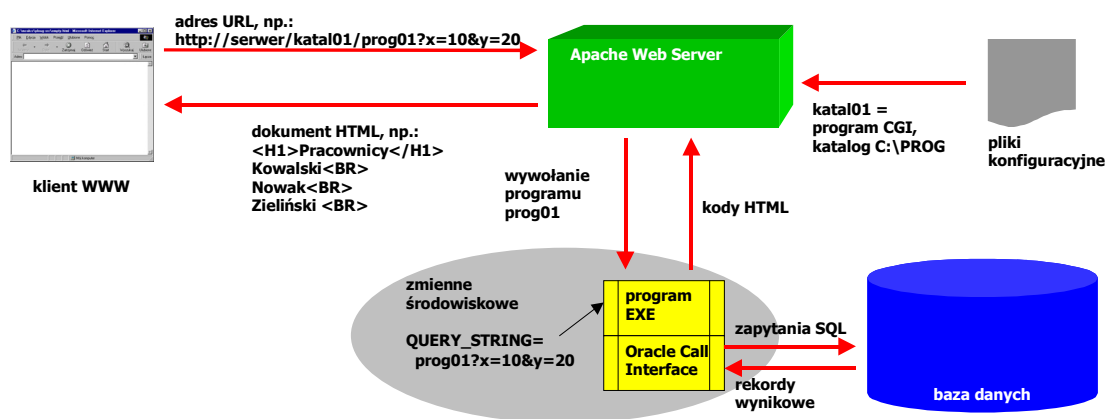 adres URL, np.:
http://serwer/katal01/prog01?x=10&y=20
Apache Web Server
katal01 =
program CGI,
katalog C:\PROG
pliki
konfiguracyjne
klient WWW
dokument HTML, np.:
<H1>Pracownicy</H1>
Kowalski<BR>
Nowak<BR>
Zieliński <BR>
wywołanie
programu
prog01
kody HTML
zmienne
środowiskowe
QUERY_STRING=
prog01?x=10&y=20
program
EXE
Oracle Call
Interface
zapytania SQL
rekordy
wynikowe
baza danych